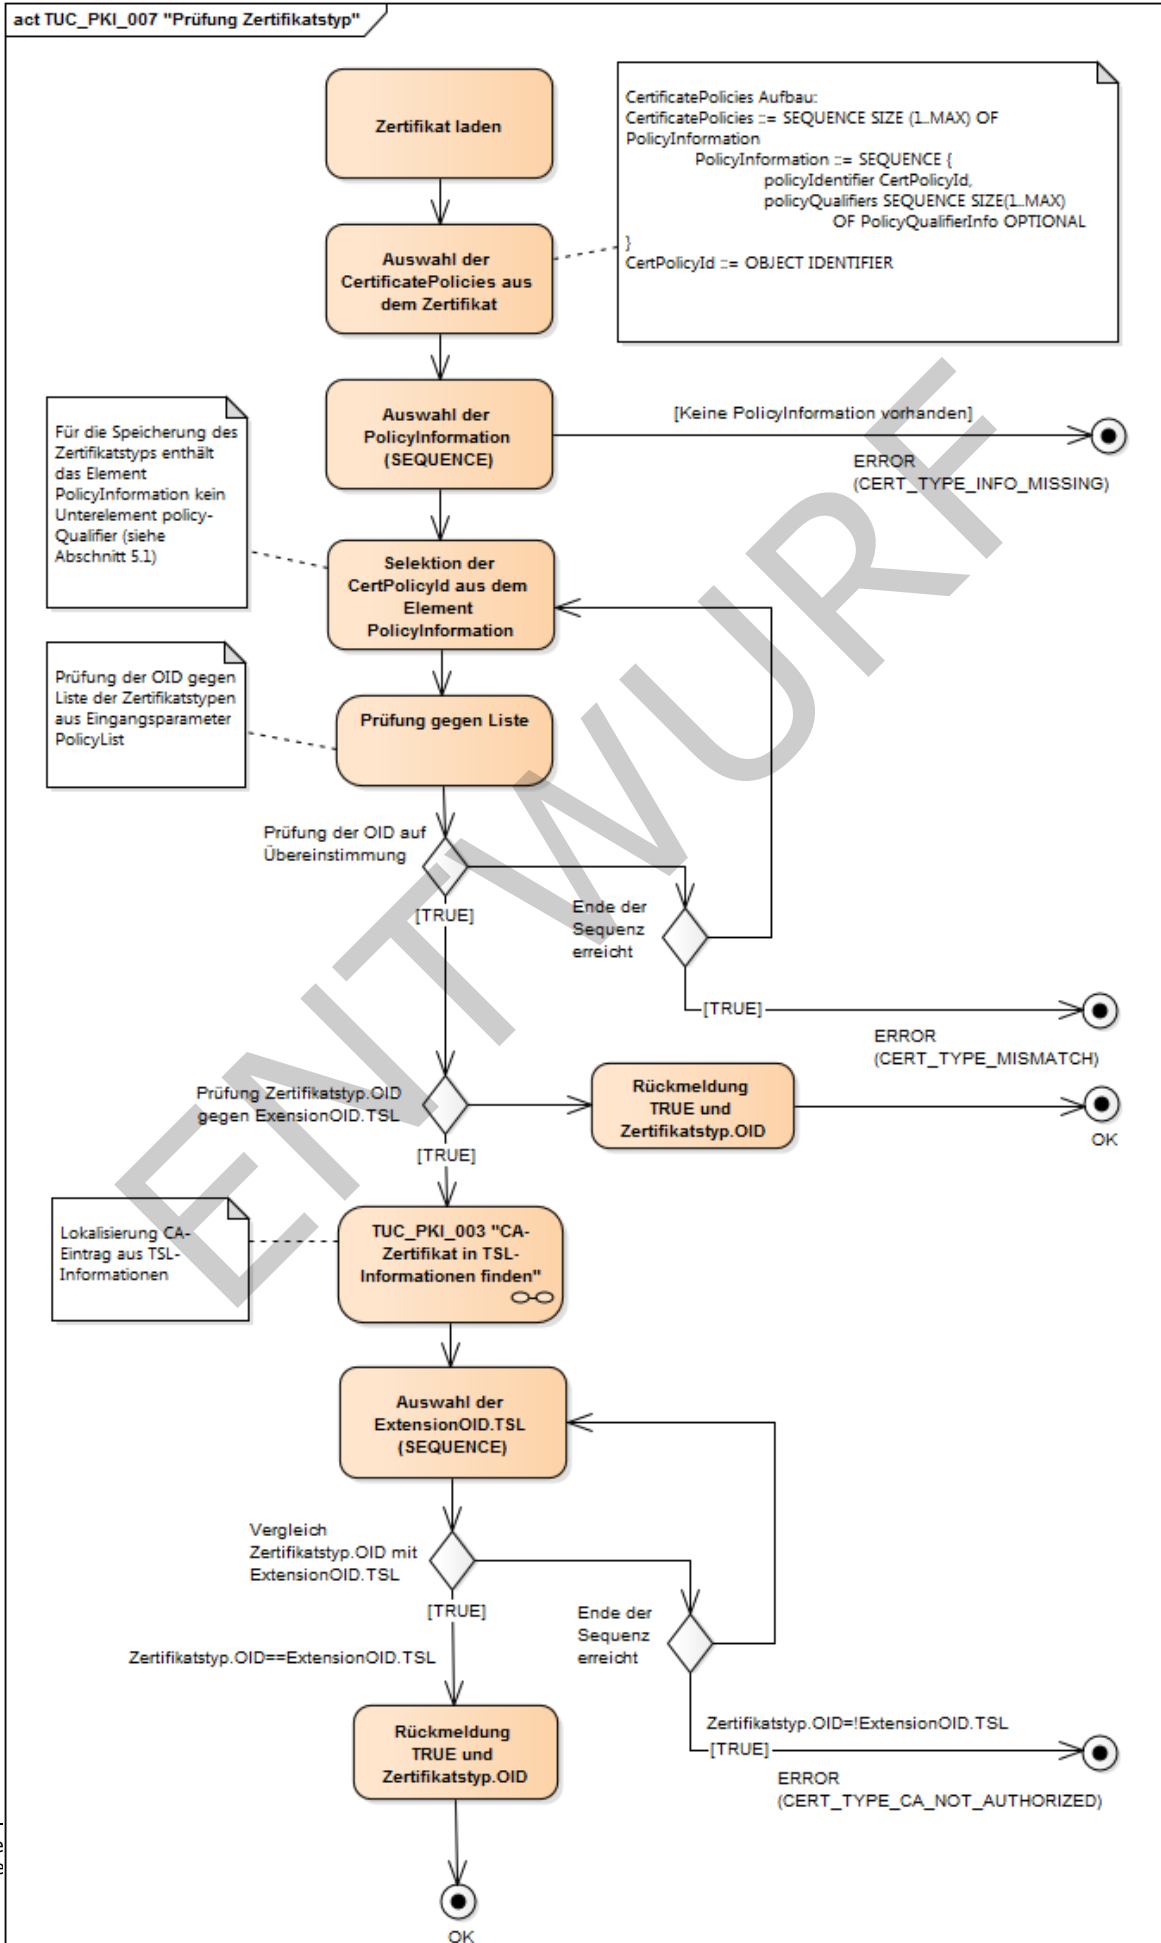 act TUC_PKI_007 "Prüfung Zertifikatstyp"
Zertifikat laden
CertificatePolicies Aufbau:
CertificatePolicies ::= SEQUENCE SIZE (1..MAX) OF
PolicyInformation
PolicyInformation ::= SEQUENCE {
policyIdentifier CertPolicyId,
policyQualifiers SEQUENCE SIZE(1..MAX)
OF PolicyQualifierInfo OPTIONAL
}
CertPolicyId ::= OBJECT IDENTIFIER
Auswahl der
CertificatePolicies aus
dem Zertifikat
Auswahl der
PolicyInformation
(SEQUENCE)
[Keine PolicyInformation vorhanden]
ERROR
(CERT_TYPE_INFO_MISSING)
Für die Speicherung des
Zertifikatstyps enthält
das Element
PolicyInformation kein
Unterelement policy-
Qualifier (siehe
Abschnitt 5.1)
Selektion der
CertPolicyId aus dem
Element
PolicyInformation
Prüfung der OID gegen
Liste der Zertifikatstypen
aus Eingangsparameter
PolicyList
Prüfung gegen Liste
Prüfung der OID auf
Übereinstimmung
[TRUE]
Ende der
Sequenz
erreicht
[TRUE]
ERROR
(CERT_TYPE_MISMATCH)
Prüfung Zertifikatstyp.OID
gegen ExensionOID.TSL
[TRUE]
Rückmeldung
TRUE und
Zertifikatstyp.OID
OK
Lokalisierung CA-
Eintrag aus TSL-
Informationen
TUC_PKI_003 "CA-
Zertifikat in TSL-
Informationen finden"
Auswahl der
ExtensionOID.TSL
(SEQUENCE)
Vergleich
Zertifikatstyp.OID mit
ExtensionOID.TSL
[TRUE]
Zertifikatstyp.OID==ExtensionOID.TSL
Ende der
Sequenz
erreicht
Zertifikatstyp.OID=!ExtensionOID.TSL
[TRUE]
ERROR
(CERT_TYPE_CA_NOT_AUTHORIZED)
Rückmeldung
TRUE und
Zertifikatstyp.OID
OK
ENTWURF